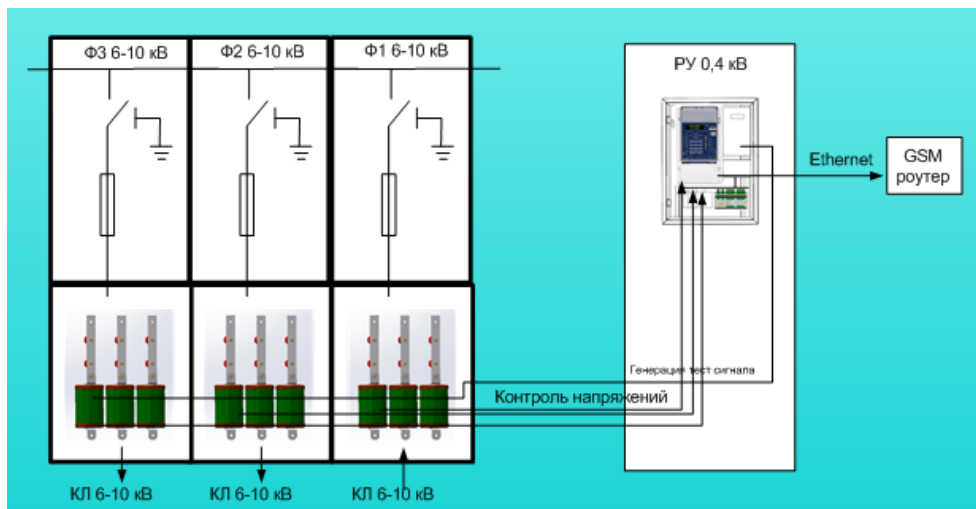 Ф3 6-10 кВ
Ф2 6-10 кВ
Ф1 6-10 кВ
РУ 0,4 кВ
Ethernet
GSM
роутер
Генерация тест сигнала
Контроль напряжений
КЛ 6-10 кВ
КЛ 6-10 кВ
КЛ 6-10 кВ